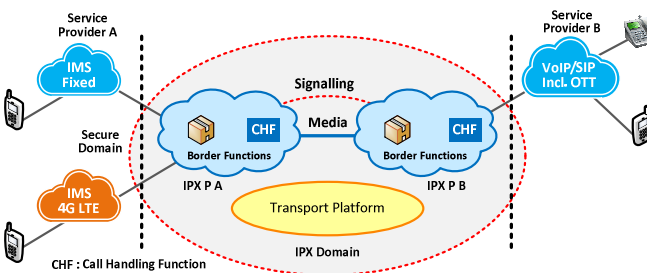 Service
Provider A
Service
Provider B
IMS
Fixed
VoIP/SIP
Incl. OTT
Signalling
Media
CHF
CHF
Secure
Domain
Border Functions
Border Functions
IPX P A
IPX P B
IMS
4G LTE
Transport Platform
IPX Domain
CHF : Call Handling Function